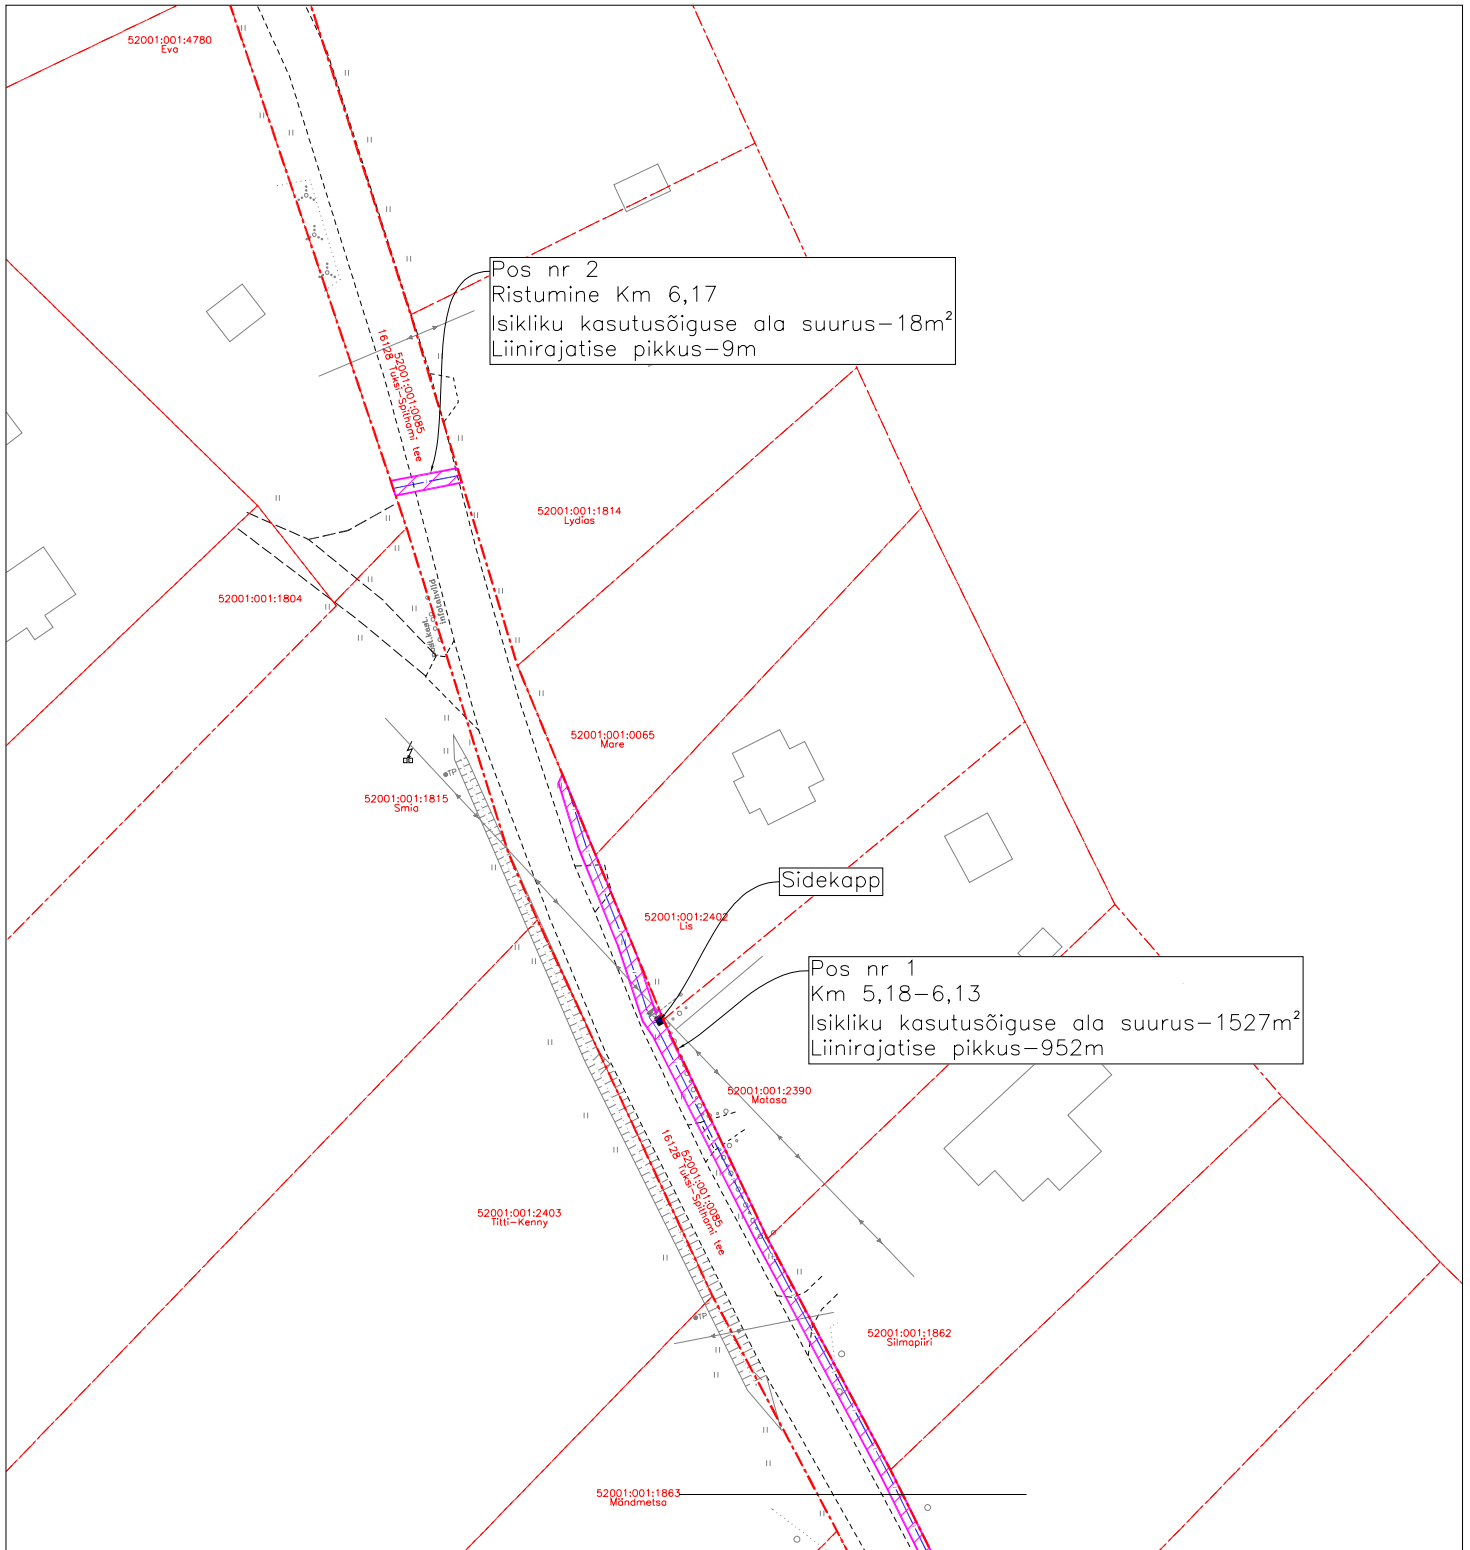 52001:001:4780
Eva
Pos nr 2
Ristumine Km 6,17
Isikliku kasutusõiguse ala suurus-18m²
Liinirajatise pikkus-9m
52001:001:0085
16128 Tuksi-Spithami tee
52001:001:1814
Lydias
52001:001:1804
infotahvlid
52001:001:0065
Mare
TP
52001:001:1815
Smia
Sidekapp
52001:001:2402
Lis
Pos nr 1
Km 5,18-6,13
Isikliku kasutusõiguse ala suurus-1527m²
Liinirajatise pikkus-952m
52001:001:2390
Matasa
52001:001:0085
16128 Tuksi-Spithami tee
52001:001:2403
Titti-Kenny
TP
52001:001:1862
Silmapiiri
52001:001:1863
Mändmetsa